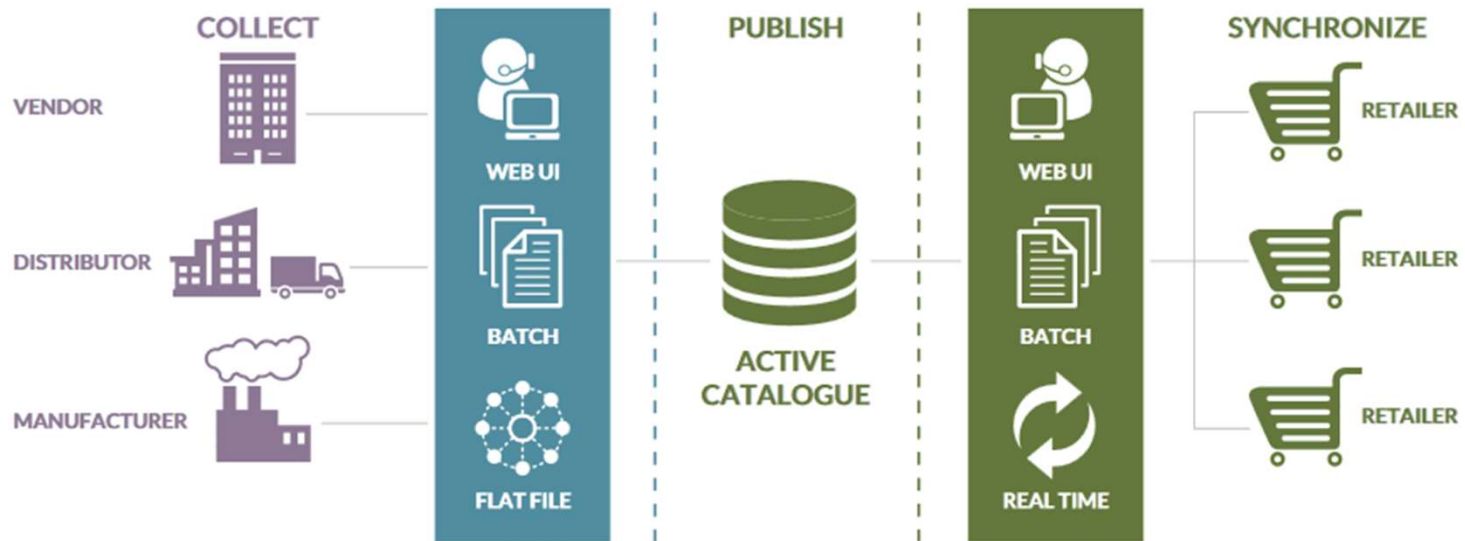 COLLECT
VENDOR
DISTRIBUTOR
MANUFACTURER
WEB UI
BATCH
FLAT FILE
PUBLISH
ACTIVE
CATALOGUE
WEB UI
BATCH
REAL TIME
SYNCHRONIZE
RETAILER
RETAILER
RETAILER